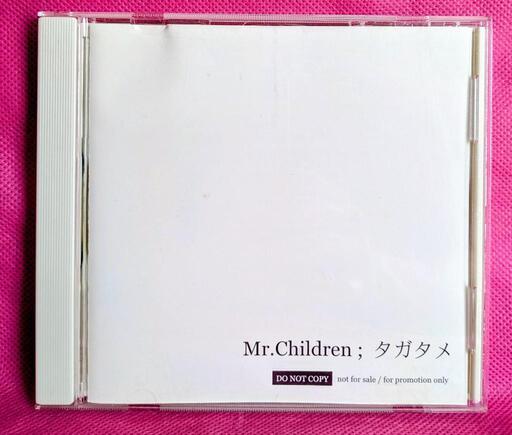 Mr.Children ; タガタメ
DO NOT COPY not for sale / for promotion only